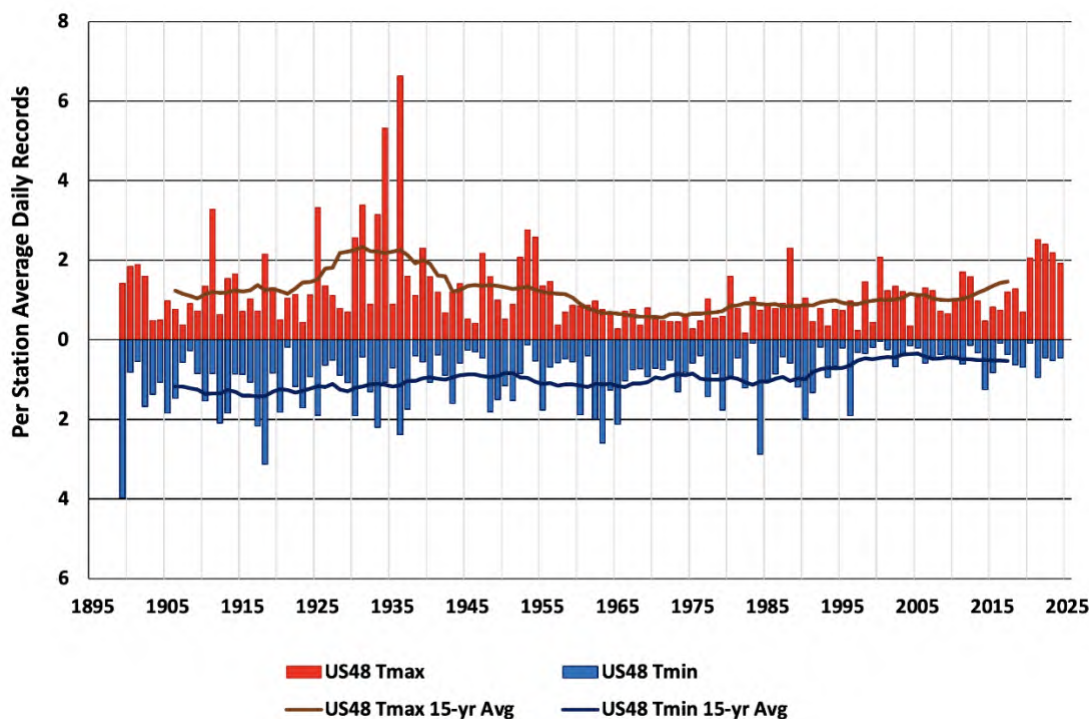 8
6
4
2
0
2
4
6
Per Station Average Daily Records
1895 1905 1915 1925 1935 1945 1955 1965 1975 1985 1995 2005 2015 2025
US48 Tmax US48 Tmin
US48 Tmax 15-yr Avg US48 Tmin 15-yr Avg